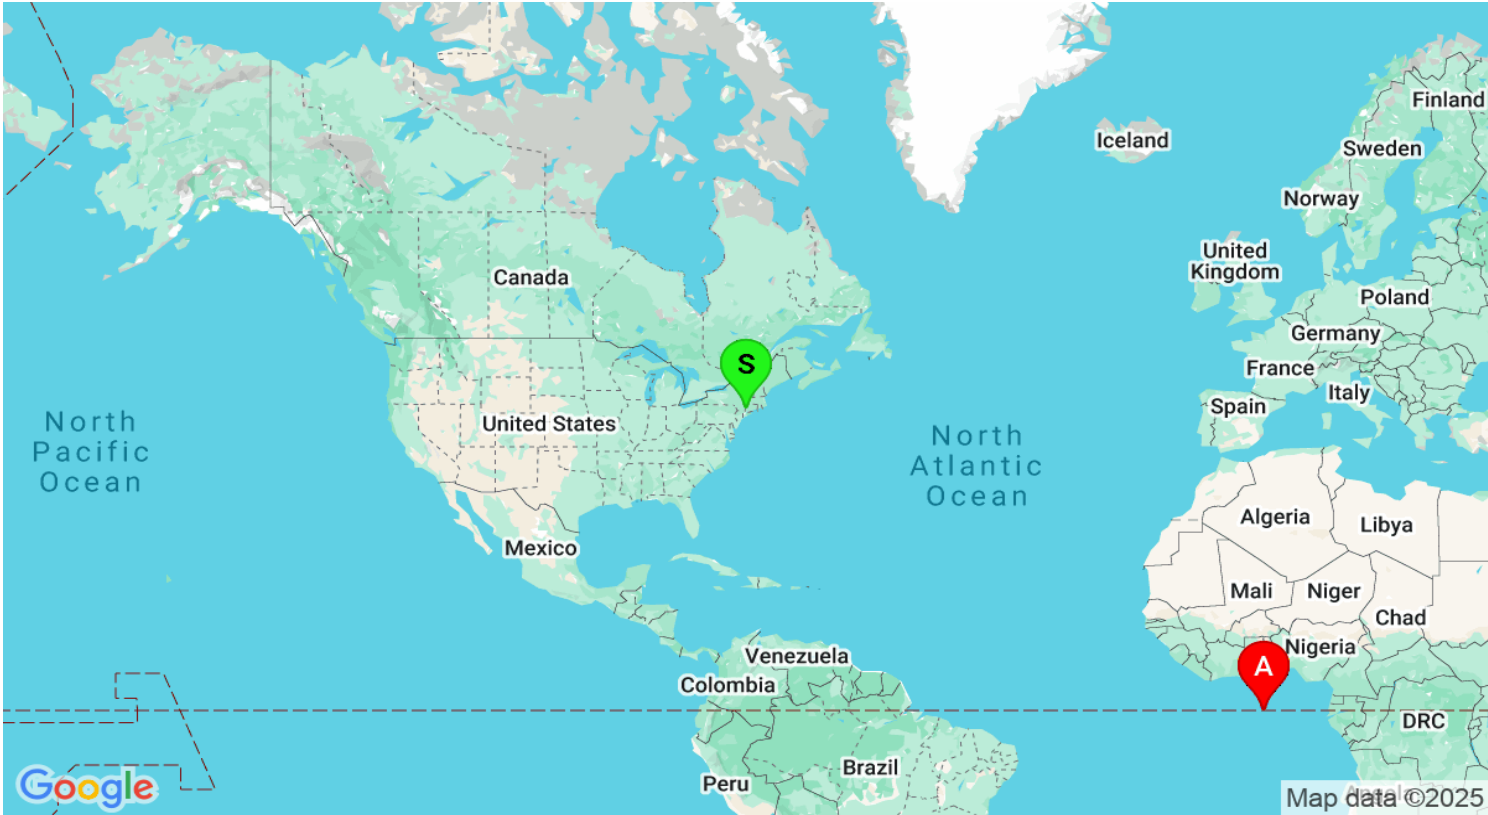 Finland
Iceland
Sweden
Norway
United
Kingdom
Canada
Poland
Germany
S
France
Italy
Spain
North
Pacific
Ocean
United States
North
Atlantic
Ocean
Algeria
Libya
Mexico
Mali
Niger
Chad
Nigeria
Venezuela
A
Colombia
DRC
Brazil
Peru
Google
Angola
Map data ©2025